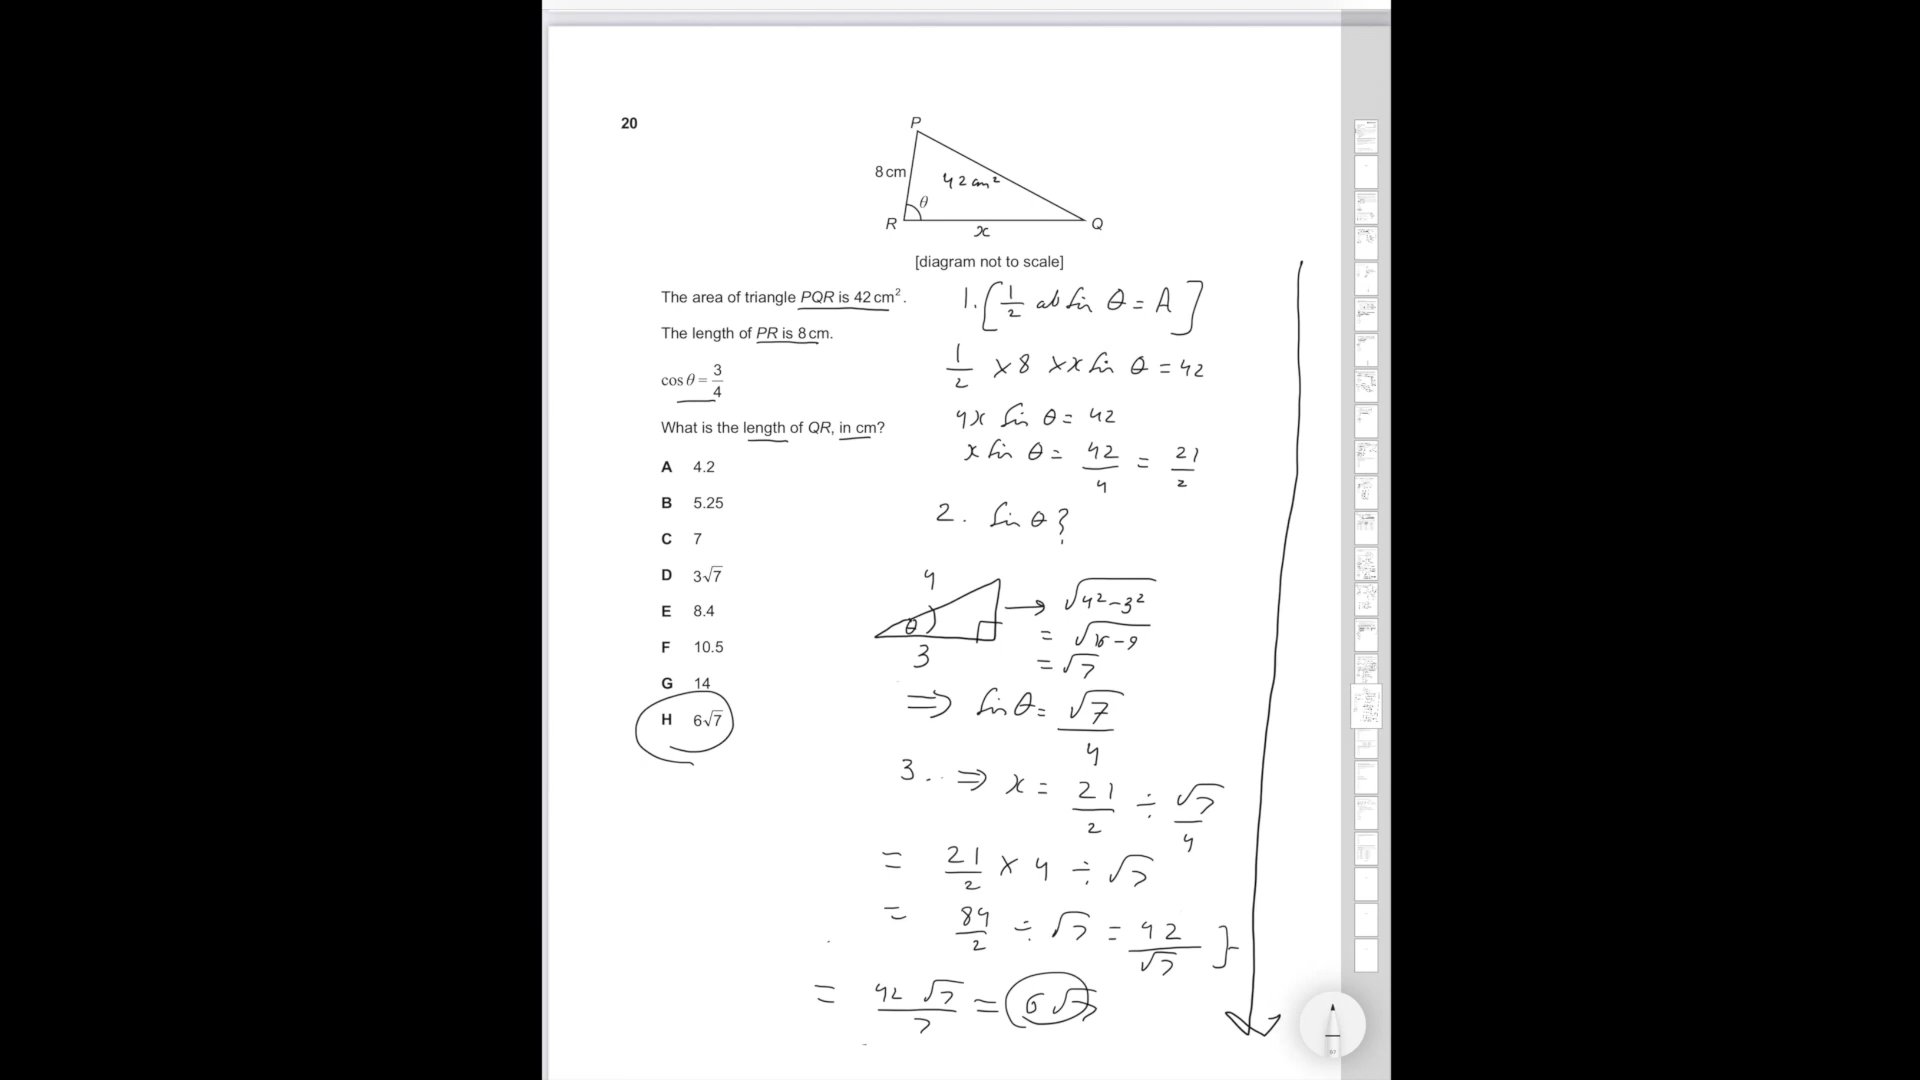 20
P
8 cm
42 cm²
θ
R
Q
x
[diagram not to scale]
The area of triangle PQR is 42 cm².
The length of PR is 8 cm.
cos θ = 3/4
What is the length of QR, in cm?
A 4.2
B 5.25
C 7
D 3√7
E 8.4
F 10.5
G 14
H 6√7
1. [1/2 ab sin θ = A]
1/2 × 8 × x sin θ = 42
4x sin θ = 42
x sin θ = 42/4 = 21/2
2. sin θ?
4
θ
3
→ √(4² − 3²)
= √(16 − 9)
= √7
⇒ sin θ = √7/4
3. ⇒ x = 21/2 ÷ √7/4
= 21/2 × 4 ÷ √7
= 84/2 ÷ √7 = 42/√7 }
= 42√7/7 = 6√7